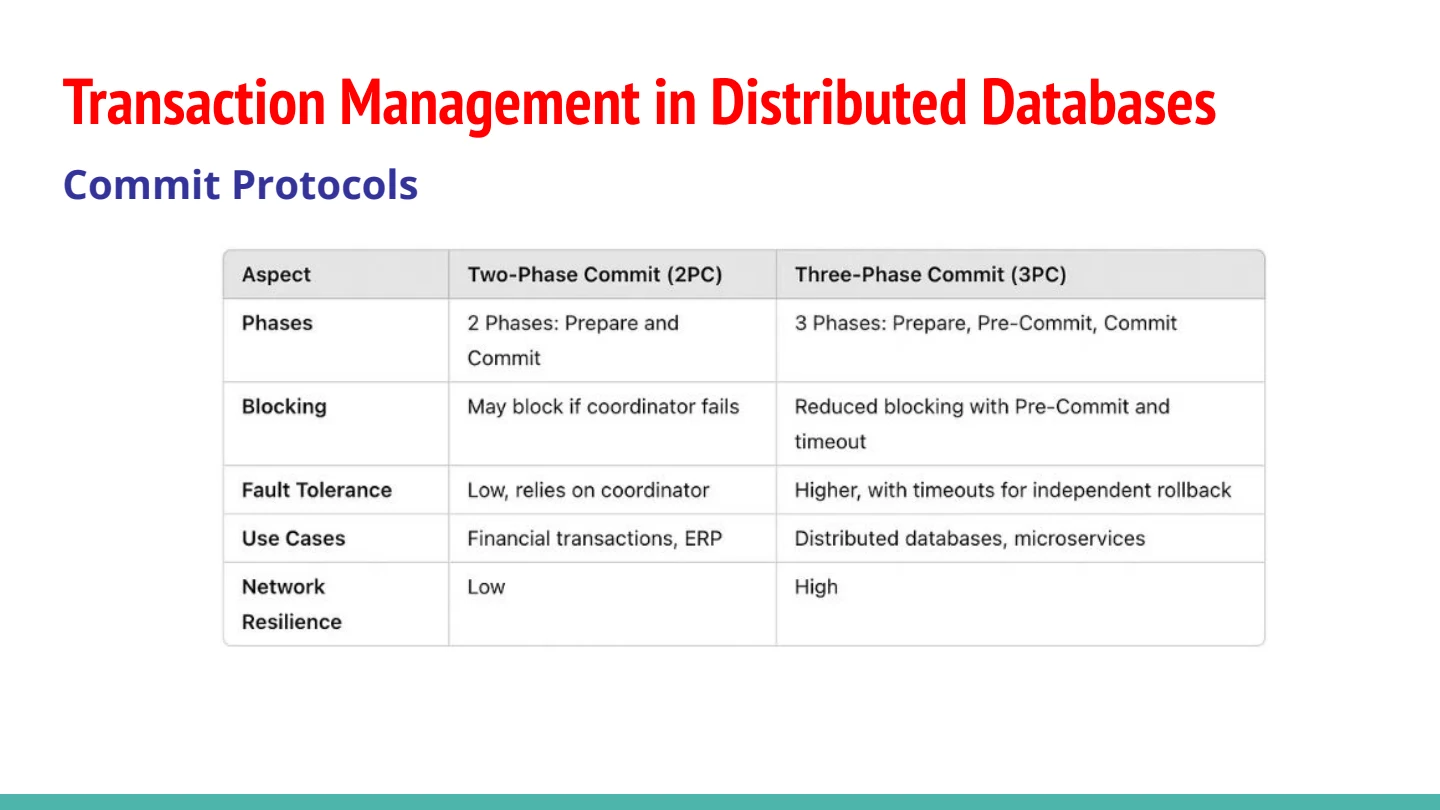 Transaction Management in Distributed Databases
Commit Protocols
Aspect
Two-Phase Commit (2PC)
Three-Phase Commit (3PC)
Phases
2 Phases: Prepare and
Commit
3 Phases: Prepare, Pre-Commit, Commit
Blocking
May block if coordinator fails
Reduced blocking with Pre-Commit and
timeout
Fault Tolerance
Low, relies on coordinator
Higher, with timeouts for independent rollback
Use Cases
Financial transactions, ERP
Distributed databases, microservices
Network
Resilience
Low
High